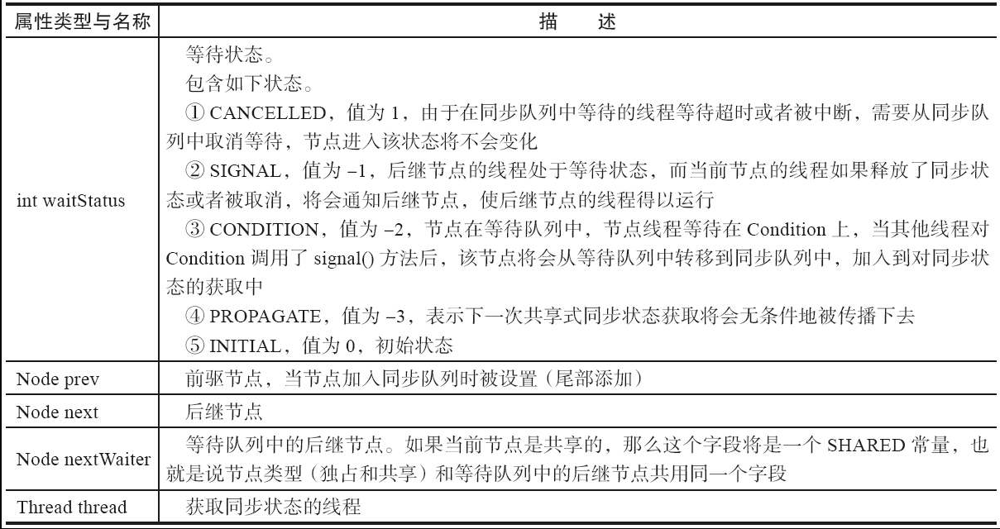 属性类型与名称 描 述
int waitStatus
等待状态。
包含如下状态。
① CANCELLED，值为 1，由于在同步队列中等待的线程等待超时或者被中断，需要从同步队
列中取消等待，节点进入该状态将不会变化
② SIGNAL，值为 –1，后继节点的线程处于等待状态，而当前节点的线程如果释放了同步状
态或者被取消，将会通知后继节点，使后继节点的线程得以运行
③ CONDITION，值为 –2，节点在等待队列中，节点线程等待在 Condition 上，当其他线程对
Condition 调用了 signal() 方法后，该节点将会从等待队列中转移到同步队列中，加入到对同步状
态的获取中
④ PROPAGATE，值为 –3，表示下一次共享式同步状态获取将会无条件地被传播下去
⑤ INITIAL，值为 0，初始状态
Node prev 前驱节点，当节点加入同步队列时被设置（尾部添加）
Node next 后继节点
Node nextWaiter
等待队列中的后继节点。如果当前节点是共享的，那么这个字段将是一个 SHARED 常量，也
就是说节点类型（独占和共享）和等待队列中的后继节点共用同一个字段
Thread thread 获取同步状态的线程